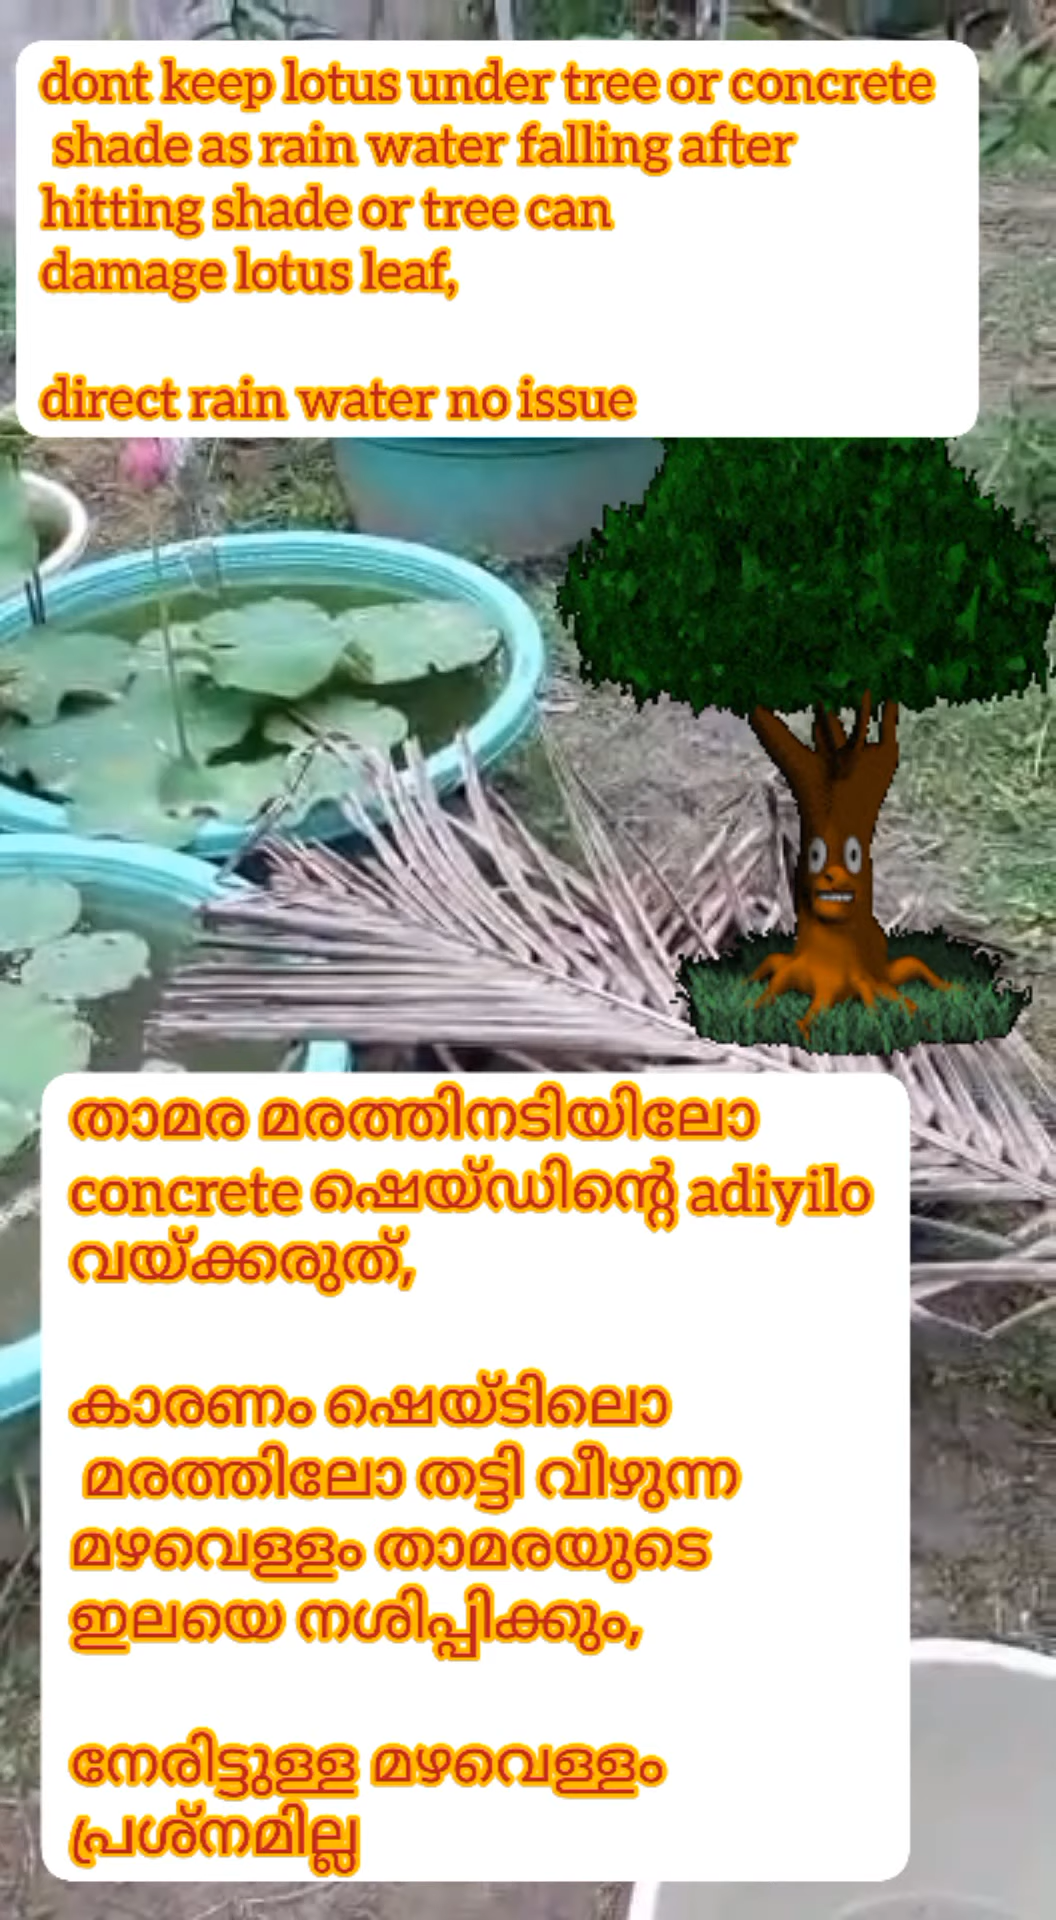 dont keep lotus under tree or concrete
shade as rain water falling after
hitting shade or tree can
damage lotus leaf,
direct rain water no issue
താമര മരത്തിനടിയിലോ
concrete ഷെയ്ഡിന്റെ adiyilo
വയ്ക്കരുത്,
കാരണം ഷെയ്ടിലൊ
മരത്തിലോ തട്ടി വീഴുന്ന
മഴവെള്ളം താമരയുടെ
ഇലയെ നശിപ്പിക്കും,
നേരിട്ടുള്ള മഴവെള്ളം
പ്രശ്നമില്ല